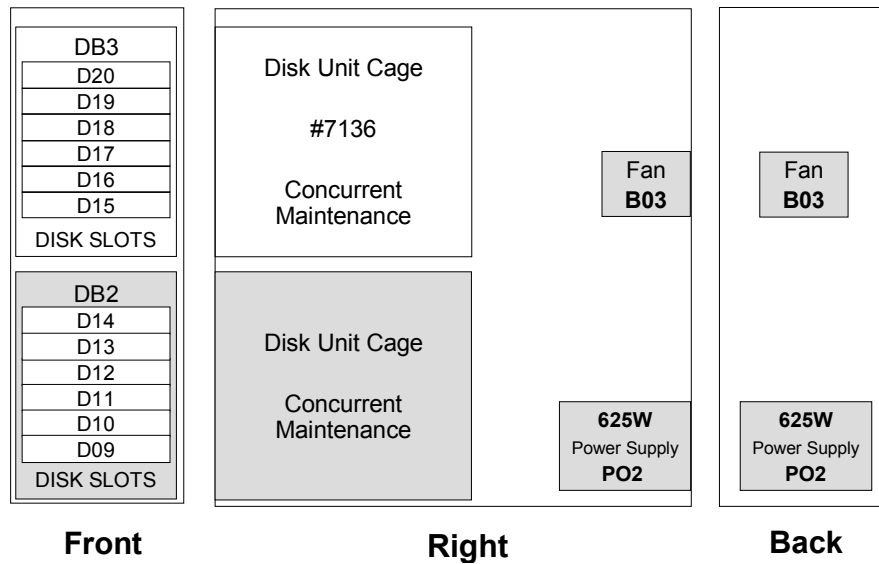 DB3
D20
D19
D18
D17
D16
D15
DISK SLOTS
DB2
D14
D13
D12
D11
D10
D09
DISK SLOTS
Front
Disk Unit Cage
#7136
Concurrent
Maintenance
Fan
B03
Disk Unit Cage
Concurrent
Maintenance
625W
Power Supply
PO2
Right
Fan
B03
625W
Power Supply
PO2
Back